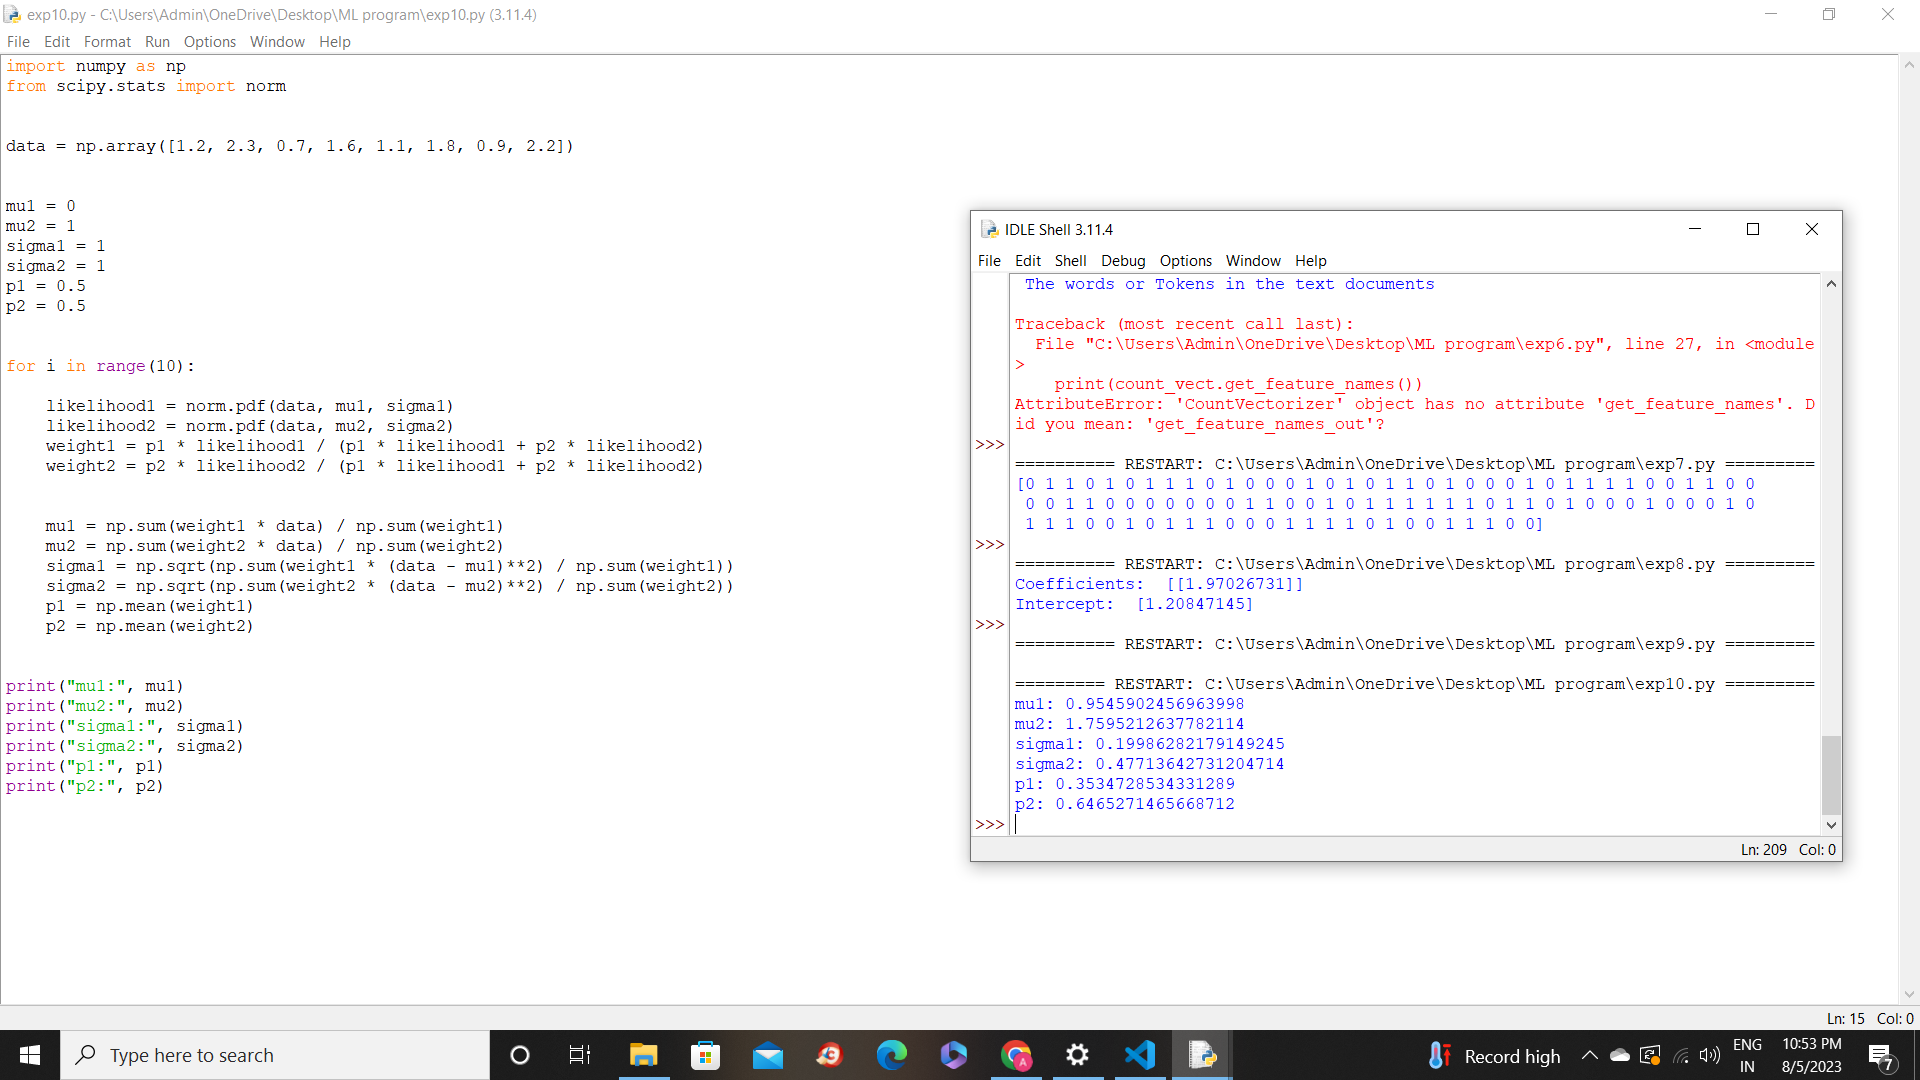 exp10.py - C:\Users\Admin\OneDrive\Desktop\ML program\exp10.py (3.11.4)
File Edit Format Run Options Window Help
import numpy as np
from scipy.stats import norm
data = np.array([1.2, 2.3, 0.7, 1.6, 1.1, 1.8, 0.9, 2.2])
mu1 = 0
mu2 = 1
sigma1 = 1
sigma2 = 1
p1 = 0.5
p2 = 0.5
for i in range(10):
    likelihood1 = norm.pdf(data, mu1, sigma1)
    likelihood2 = norm.pdf(data, mu2, sigma2)
    weight1 = p1 * likelihood1 / (p1 * likelihood1 + p2 * likelihood2)
    weight2 = p2 * likelihood2 / (p1 * likelihood1 + p2 * likelihood2)
    mu1 = np.sum(weight1 * data) / np.sum(weight1)
    mu2 = np.sum(weight2 * data) / np.sum(weight2)
    sigma1 = np.sqrt(np.sum(weight1 * (data - mu1)**2) / np.sum(weight1))
    sigma2 = np.sqrt(np.sum(weight2 * (data - mu2)**2) / np.sum(weight2))
    p1 = np.mean(weight1)
    p2 = np.mean(weight2)
print("mu1:", mu1)
print("mu2:", mu2)
print("sigma1:", sigma1)
print("sigma2:", sigma2)
print("p1:", p1)
print("p2:", p2)
IDLE Shell 3.11.4
File Edit Shell Debug Options Window Help
The words or Tokens in the text documents
Traceback (most recent call last):
  File "C:\Users\Admin\OneDrive\Desktop\ML program\exp6.py", line 27, in <module
>
    print(count_vect.get_feature_names())
AttributeError: 'CountVectorizer' object has no attribute 'get_feature_names'. D
id you mean: 'get_feature_names_out'?
>>>
========== RESTART: C:\Users\Admin\OneDrive\Desktop\ML program\exp7.py =========
[0 1 1 0 1 0 1 1 1 0 1 0 0 0 1 0 1 0 1 1 0 1 0 0 0 1 0 1 1 1 1 0 0 1 1 0 0
 0 0 1 1 0 0 0 0 0 0 0 1 1 0 0 1 0 1 1 1 1 1 1 0 1 1 0 1 0 0 0 1 0 0 0 1 0
 1 1 1 0 0 1 0 1 1 1 0 0 0 1 1 1 1 0 1 0 0 1 1 1 0 0]
>>>
========== RESTART: C:\Users\Admin\OneDrive\Desktop\ML program\exp8.py =========
Coefficients:  [[1.97026731]]
Intercept:  [1.20847145]
>>>
========== RESTART: C:\Users\Admin\OneDrive\Desktop\ML program\exp9.py =========
========= RESTART: C:\Users\Admin\OneDrive\Desktop\ML program\exp10.py =========
mu1: 0.9545902456963998
mu2: 1.7595212637782114
sigma1: 0.19986282179149245
sigma2: 0.47713642731204714
p1: 0.3534728534331289
p2: 0.6465271465668712
>>>
Ln: 209 Col: 0
Ln: 15 Col: 0
Type here to search
Record high
ENG
IN
10:53 PM
8/5/2023
7